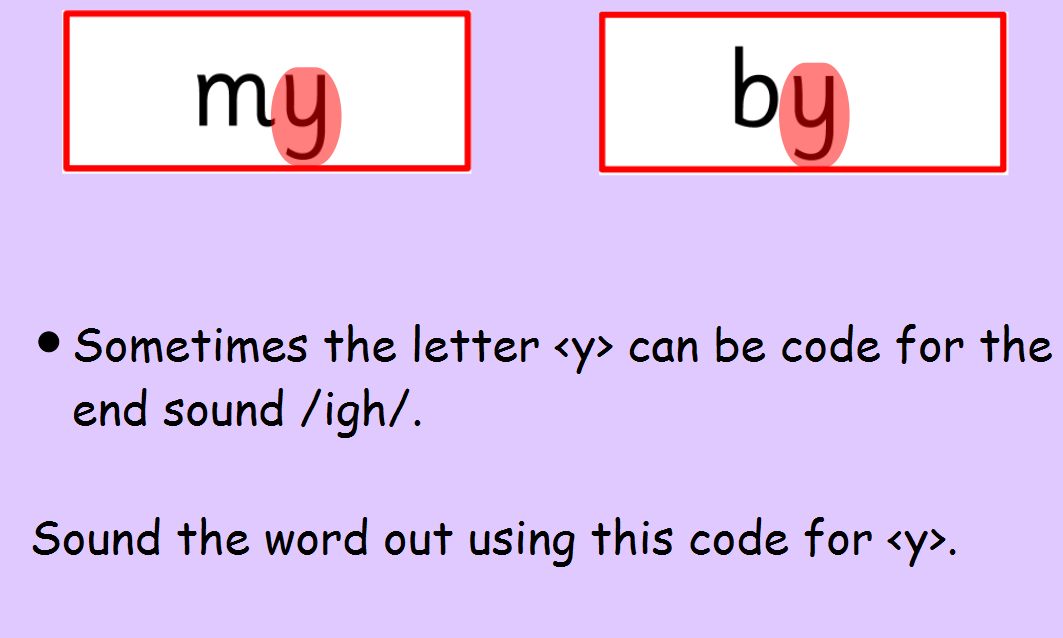 my
by
• Sometimes the letter <y> can be code for the
end sound /igh/.
Sound the word out using this code for <y>.